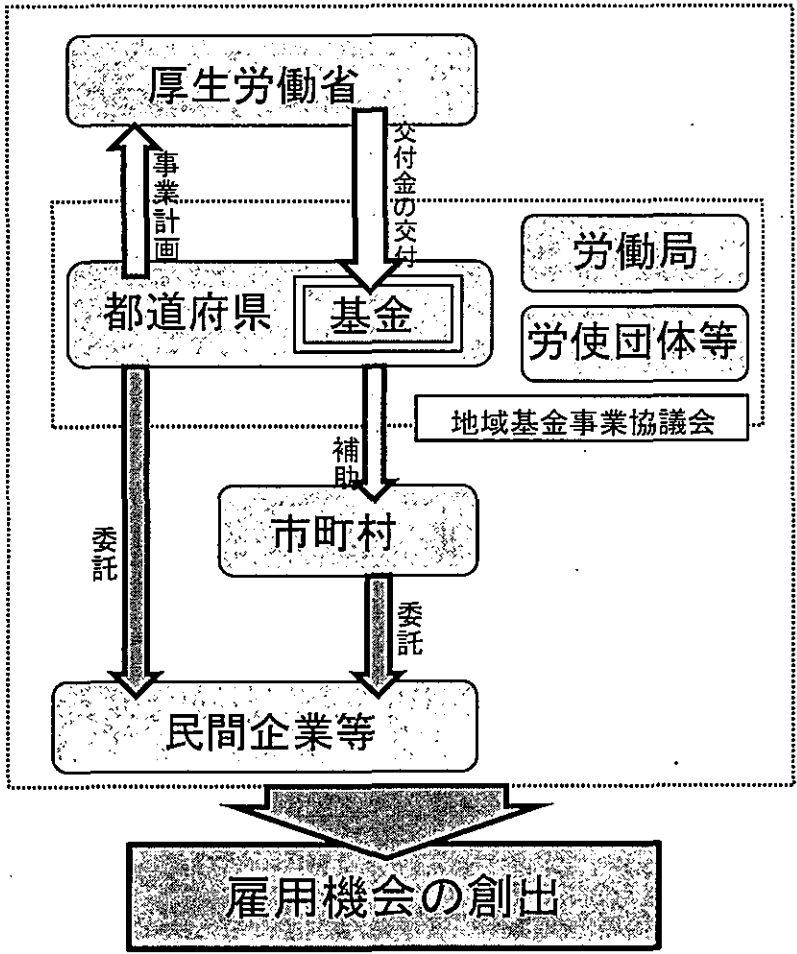 厚生労働省
事業計画
交付金の交付
労働局
都道府県
基金
労使団体等
地域基金事業協議会
補助
市町村
委託
委託
民間企業等
雇用機会の創出